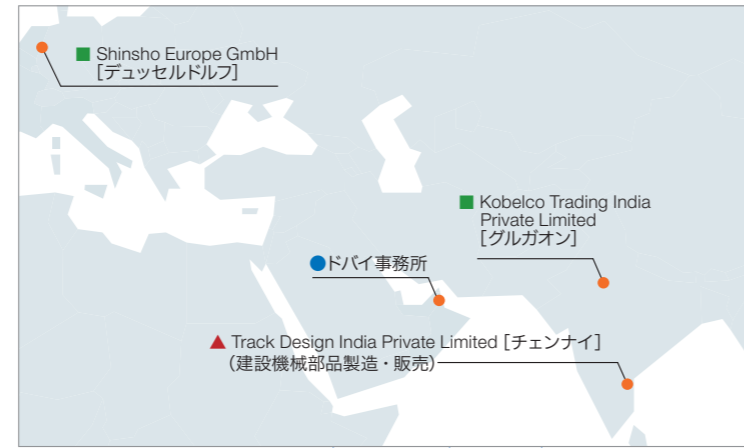 ■ Shinsho Europe GmbH
[デュッセルドルフ]
■ Kobelco Trading India
Private Limited
[グルガオン]
●ドバイ事務所
▲ Track Design India Private Limited [チェンナイ]
（建設機械部品製造・販売）